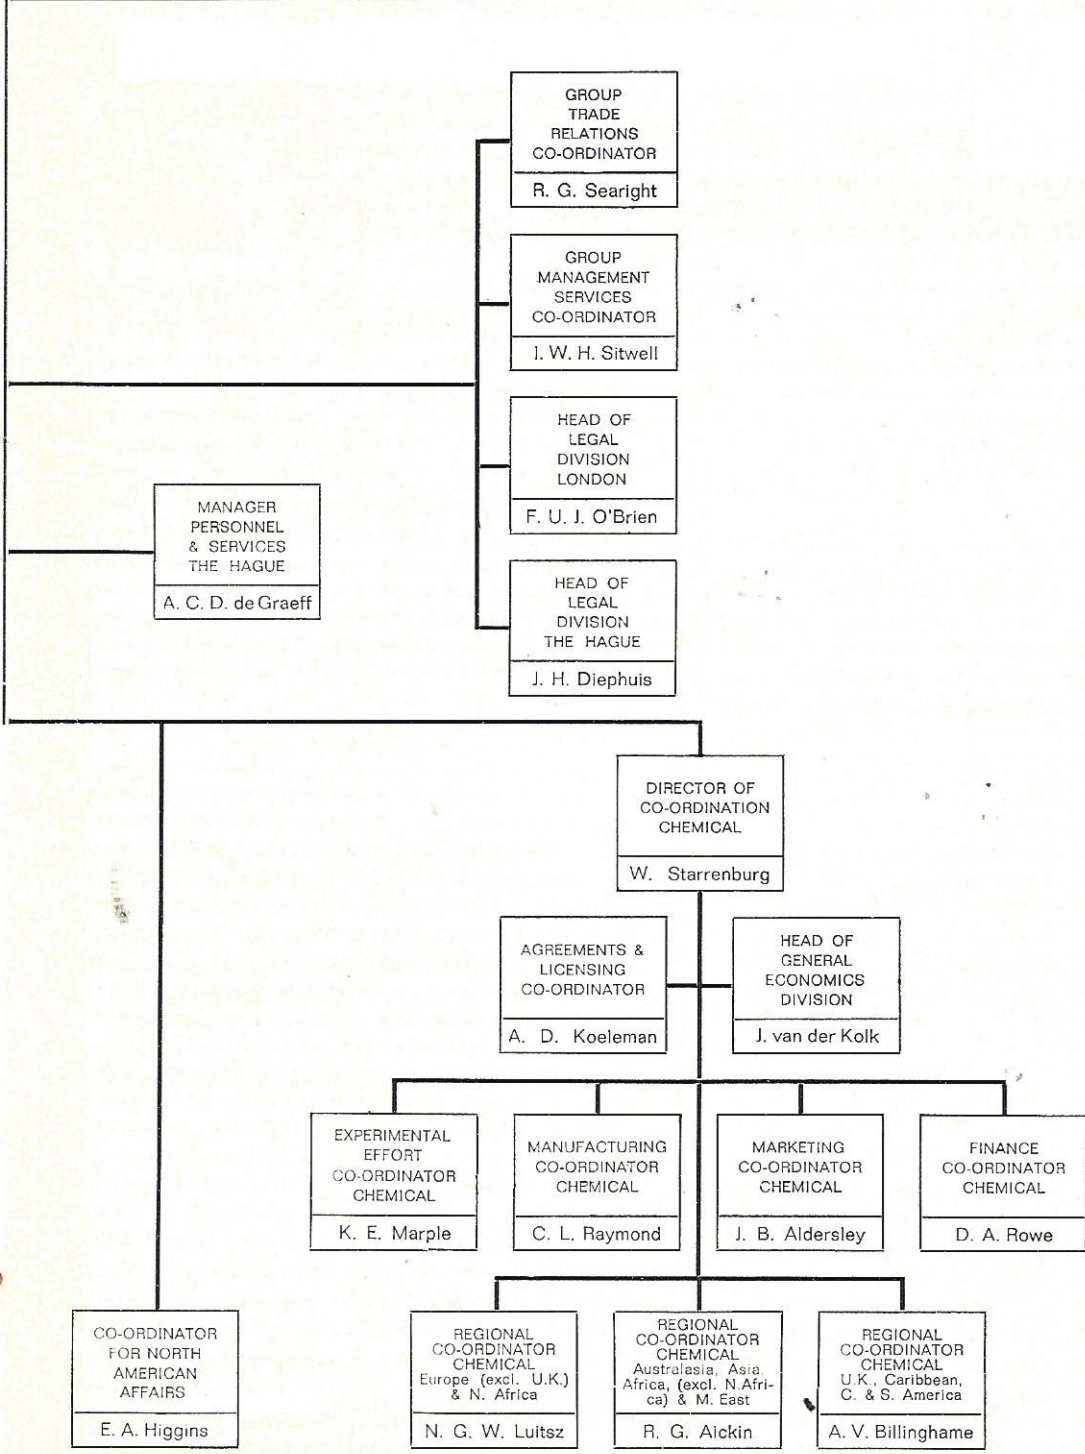 GROUP
TRADE
RELATIONS
CO-ORDINATOR
R. G. Searight
GROUP
MANAGEMENT
SERVICES
CO-ORDINATOR
I. W. H. Sitwell
HEAD OF
LEGAL
DIVISION
LONDON
F. U. J. O'Brien
MANAGER
PERSONNEL
& SERVICES
THE HAGUE
A. C. D. de Graeff
HEAD OF
LEGAL
DIVISION
THE HAGUE
J. H. Diephuis
DIRECTOR OF
CO-ORDINATION
CHEMICAL
W. Starrenburg
AGREEMENTS &
LICENSING
CO-ORDINATOR
A. D. Koeleman
HEAD OF
GENERAL
ECONOMICS
DIVISION
J. van der Kolk
EXPERIMENTAL
EFFORT
CO-ORDINATOR
CHEMICAL
K. E. Marple
MANUFACTURING
CO-ORDINATOR
CHEMICAL
C. L. Raymond
MARKETING
CO-ORDINATOR
CHEMICAL
J. B. Aldersley
FINANCE
CO-ORDINATOR
CHEMICAL
D. A. Rowe
CO-ORDINATOR
FOR NORTH
AMERICAN
AFFAIRS
E. A. Higgins
REGIONAL
CO-ORDINATOR
CHEMICAL
Europe (excl. U.K.)
& N. Africa
N. G. W. Luitsz
REGIONAL
CO-ORDINATOR
CHEMICAL
Australasia, Asia,
Africa, (excl. N.Afri-
ca) & M. East
R. G. Aickin
REGIONAL
CO-ORDINATOR
CHEMICAL
U.K., Caribbean,
C. & S. America
A. V. Billinghame